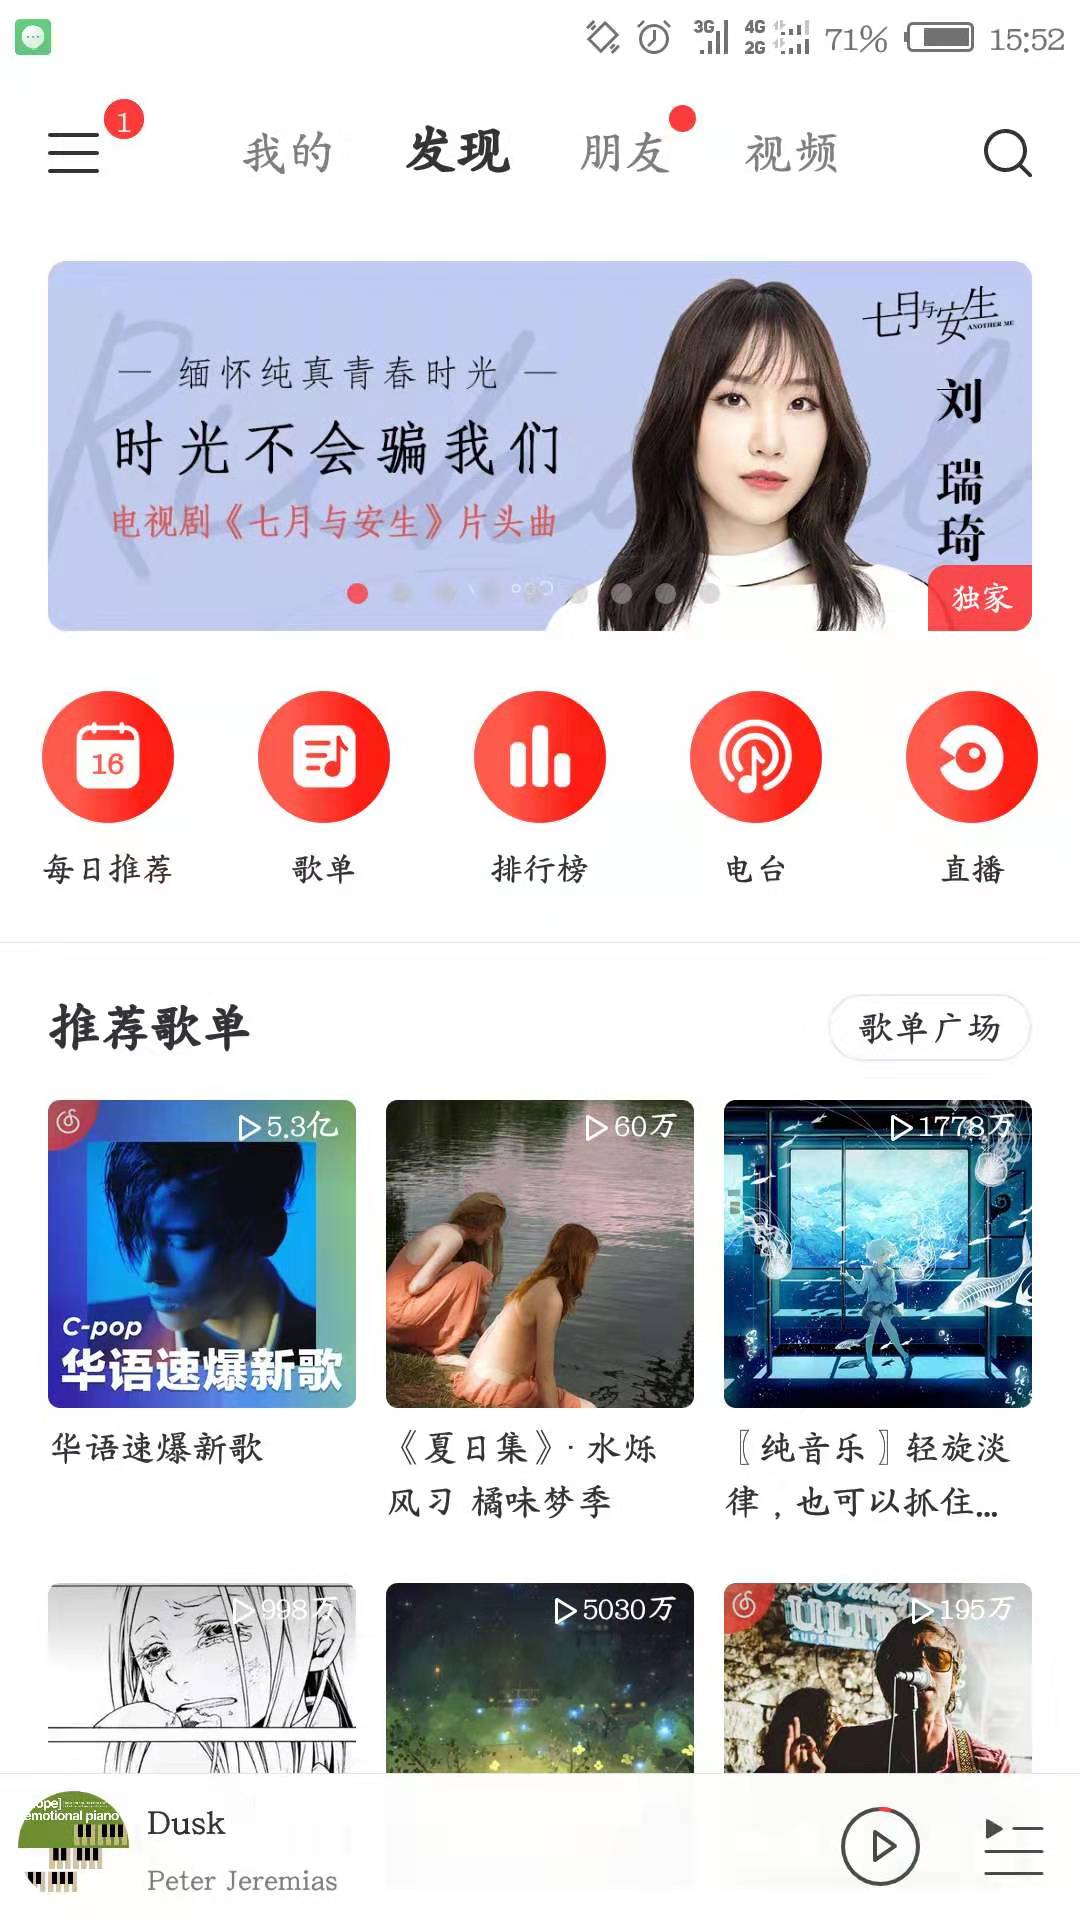 3G 4G 2G 71% 15:52
1
我的 发现 朋友 视频
七月与安生
ANOTHER ME
— 缅怀纯真青春时光 —
时光不会骗我们
电视剧《七月与安生》片头曲
刘瑞琦
独家
16
每日推荐 歌单 排行榜 电台 直播
推荐歌单 歌单广场
5.3亿 60万 1778万
C-pop
华语速爆新歌
华语速爆新歌
《夏日集》· 水烁
风习 橘味梦季
〖纯音乐〗轻旋淡
律，也可以抓住...
998万 5030万 195万
emotional piano
Dusk
Peter Jeremias